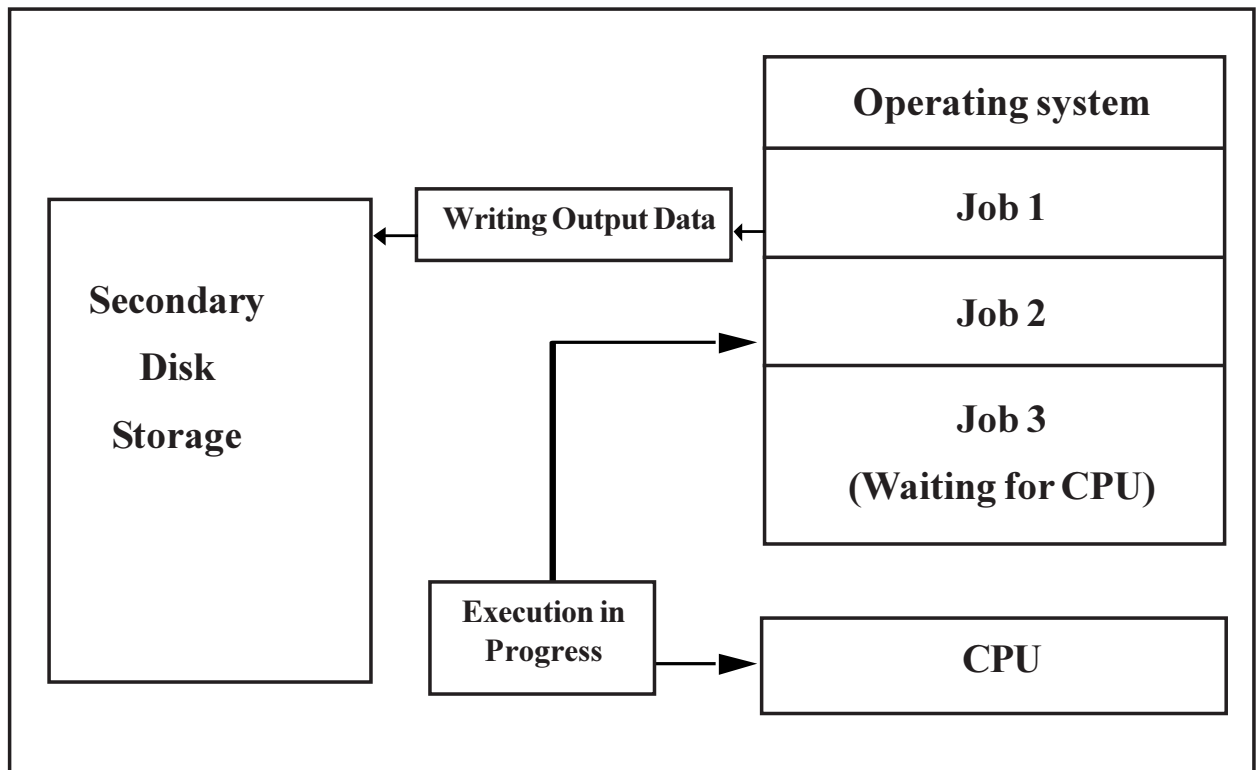 Operating system
Job 1
Writing Output Data
Secondary
Disk
Storage
Job 2
Job 3
(Waiting for CPU)
Execution in
Progress
CPU